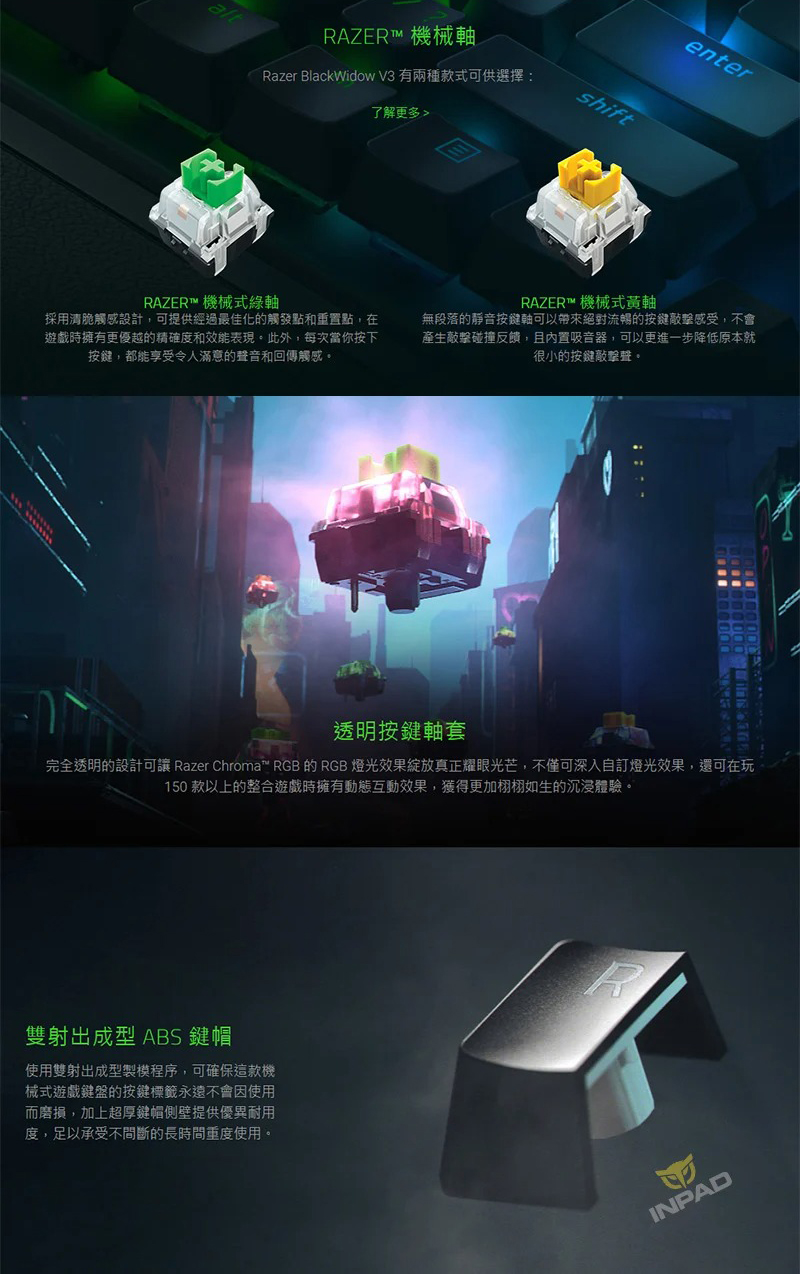 alt
enter
shift
RAZER™ 機械軸
Razer BlackWidow V3 有兩種款式可供選擇：
了解更多 >
RAZER™ 機械式綠軸
採用清脆觸感設計，可提供經過最佳化的觸發點和重置點，在
遊戲時擁有更優越的精確度和效能表現。此外，每次當你按下
按鍵，都能享受令人滿意的聲音和回傳觸感。
RAZER™ 機械式黃軸
無段落的靜音按鍵軸可以帶來絕對流暢的按鍵敲擊感受，不會
產生敲擊碰撞反饋，且內置吸音器，可以更進一步降低原本就
很小的按鍵敲擊聲。
透明按鍵軸套
完全透明的設計可讓 Razer Chroma™ RGB 的 RGB 燈光效果綻放真正耀眼光芒，不僅可深入自訂燈光效果，還可在玩
150 款以上的整合遊戲時擁有動態互動效果，獲得更加栩栩如生的沉浸體驗。
雙射出成型 ABS 鍵帽
使用雙射出成型製模程序，可確保這款機
械式遊戲鍵盤的按鍵標籤永遠不會因使用
而磨損，加上超厚鍵帽側壁提供優異耐用
度，足以承受不間斷的長時間重度使用。
R
INPAD